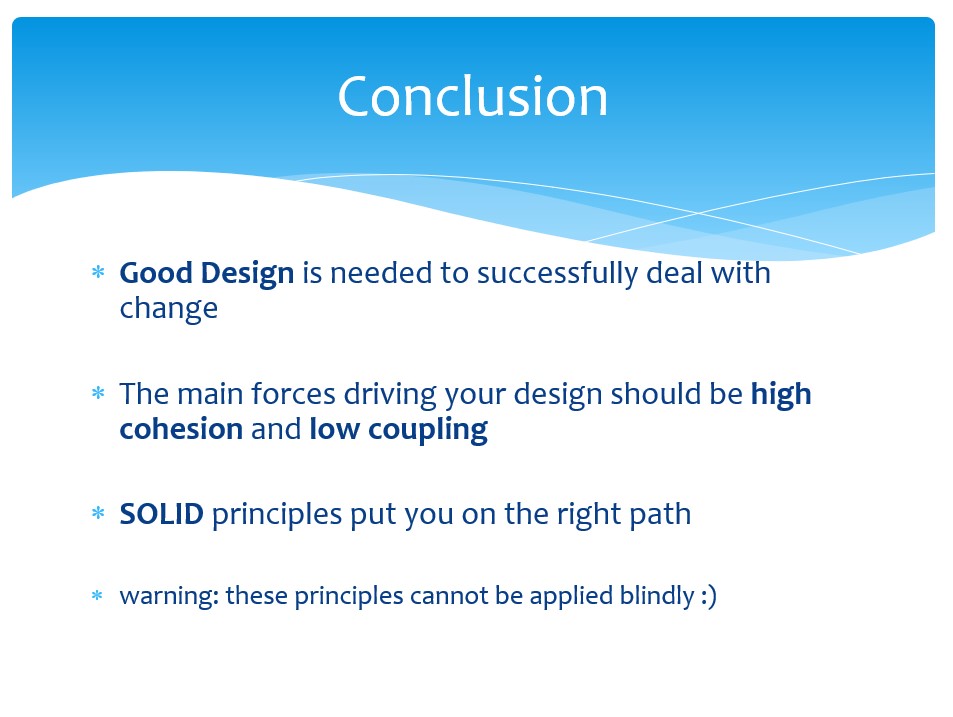 Conclusion
* Good Design is needed to successfully deal with
change
* The main forces driving your design should be high
cohesion and low coupling
* SOLID principles put you on the right path
* warning: these principles cannot be applied blindly :)